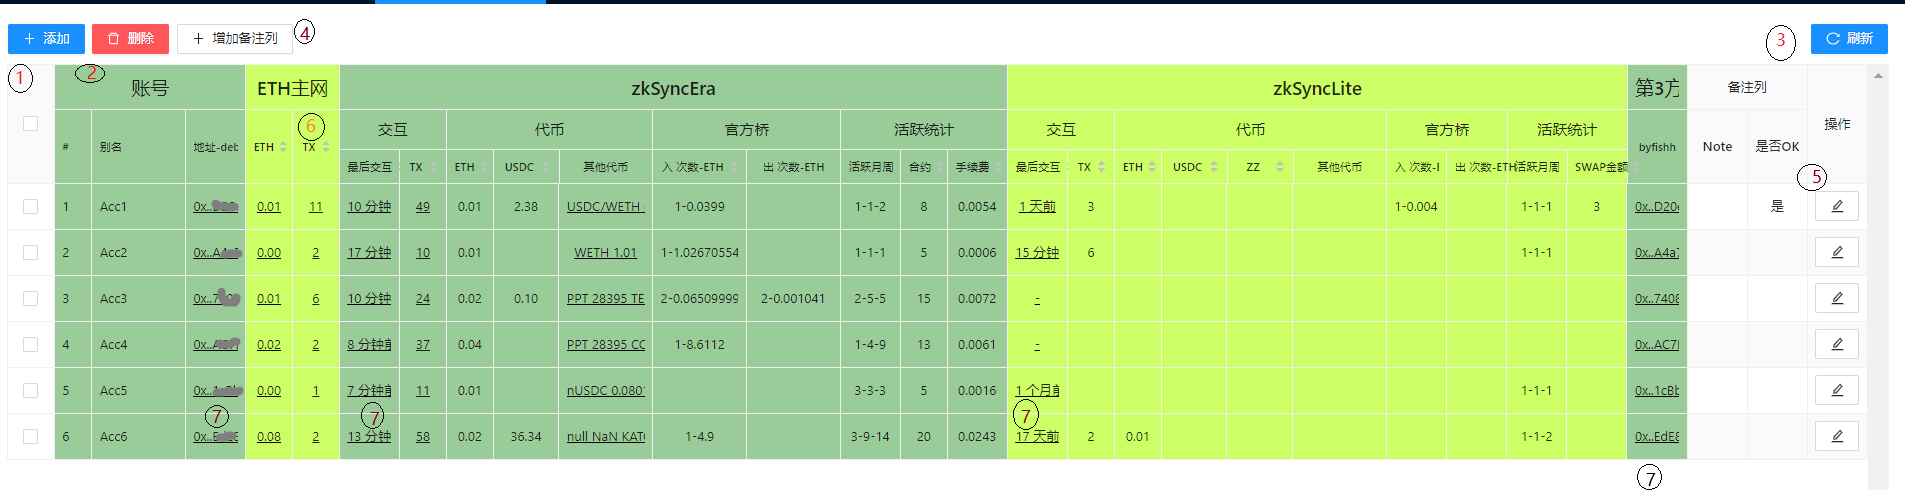 添加 删除 增加备注列 4 3 刷新
1 2 账号 ETH主网 zkSyncEra zkSyncLite 第3方 备注列 操作
6 交互 代币 官方桥 活跃统计 交互 代币 官方桥 活跃统计
# 别名 地址-deb ETH TX byfishh Note 是否OK
最后交互 TX ETH USDC 其他代币 入 次数-ETH 出 次数-ETH 活跃月周 合约 手续费 最后交互 TX ETH USDC ZZ 其他代币 入 次数-E 出 次数-ETH 活跃月周 SWAP金额
5
1 Acc1 0x.. 0.01 11 10 分钟 49 0.01 2.38 USDC/WETH 1-0.0399 1-1-2 8 0.0054 1 天前 3 1-0.004 1-1-1 3 0x..D20 是
2 Acc2 0x..A4 0.00 2 17 分钟 10 0.01 WETH 1.01 1-1.02670554 1-1-1 5 0.0006 15 分钟 6 1-1-1 0x..A4a7
3 Acc3 0x..7 0.01 6 10 分钟 24 0.02 0.10 PPT 28395 TE 2-0.06509999 2-0.001041 2-5-5 15 0.0072 - 0x..7408
4 Acc4 0x.. 0.02 2 8 分钟前 37 0.04 PPT 28395 CC 1-8.6112 1-4-9 13 0.0061 - 0x..AC7
5 Acc5 0x.. 0.00 1 7 分钟前 11 0.01 nUSDC 0.080 3-3-3 5 0.0016 1 个月前 1-1-1 0x..1cBb
7 7 7
6 Acc6 0x.. 0.08 2 13 分钟 58 0.02 36.34 null NaN KAT 1-4.9 3-9-14 20 0.0243 17 天前 2 0.01 1-1-2 0x..EdE8
7